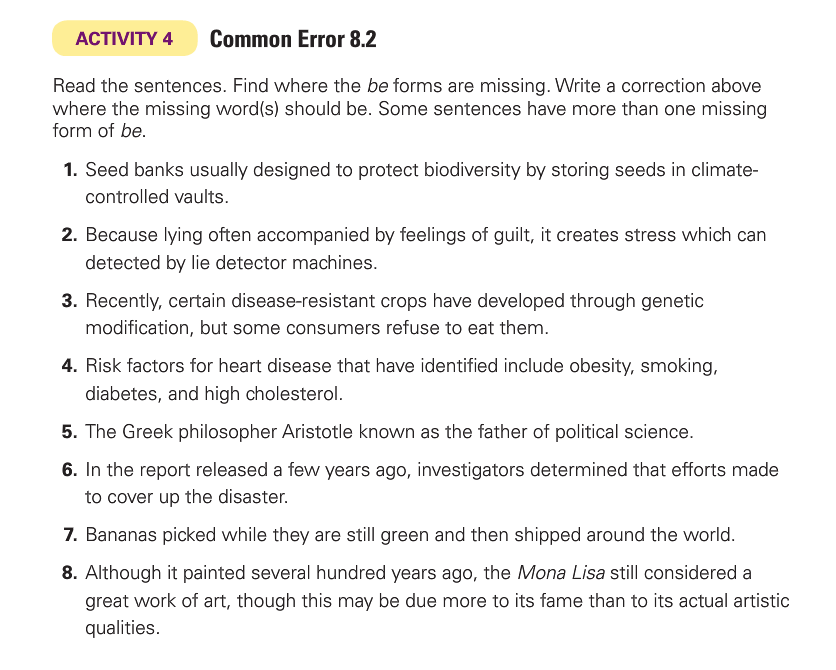 ACTIVITY 4 Common Error 8.2
Read the sentences. Find where the be forms are missing. Write a correction above
where the missing word(s) should be. Some sentences have more than one missing
form of be.
1. Seed banks usually designed to protect biodiversity by storing seeds in climate-
controlled vaults.
2. Because lying often accompanied by feelings of guilt, it creates stress which can
detected by lie detector machines.
3. Recently, certain disease-resistant crops have developed through genetic
modification, but some consumers refuse to eat them.
4. Risk factors for heart disease that have identified include obesity, smoking,
diabetes, and high cholesterol.
5. The Greek philosopher Aristotle known as the father of political science.
6. In the report released a few years ago, investigators determined that efforts made
to cover up the disaster.
7. Bananas picked while they are still green and then shipped around the world.
8. Although it painted several hundred years ago, the Mona Lisa still considered a
great work of art, though this may be due more to its fame than to its actual artistic
qualities.